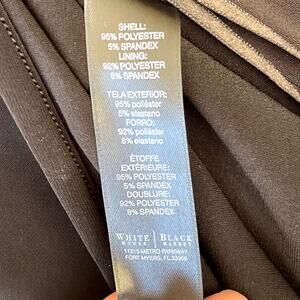 SHELL:
95% POLYESTER
5% SPANDEX
LINING:
92% POLYESTER
8% SPANDEX
TELA EXTERIOR:
95% poliéster
5% elastano
FORRO:
92% poliéster
8% elastano
ÉTOFFE
EXTÉRIEURE:
95% POLYESTER
5% SPANDEX
DOUBLURE:
92% POLYESTER
8% SPANDEX
WHITE | BLACK
HOUSE | MARKET
11215 METRO PARKWAY
FORT MYERS, FL 33966